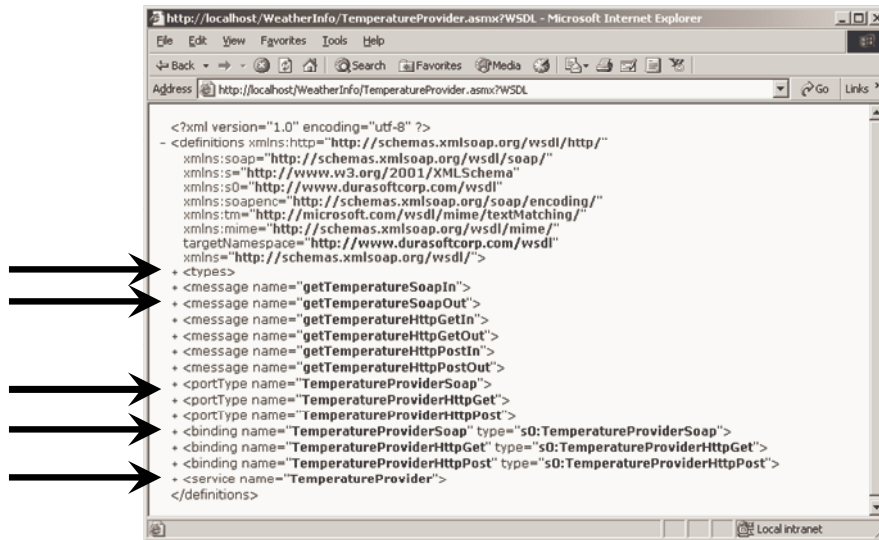 http://localhost/WeatherInfo/TemperatureProvider.asmx?WSDL - Microsoft Internet Explorer
File Edit View Favorites Tools Help
Back Search Favorites Media
Address http://localhost/WeatherInfo/TemperatureProvider.asmx?WSDL Go Links »
<?xml version="1.0" encoding="utf-8" ?>
- <definitions xmlns:http="http://schemas.xmlsoap.org/wsdl/http/"
xmlns:soap="http://schemas.xmlsoap.org/wsdl/soap/"
xmlns:s="http://www.w3.org/2001/XMLSchema"
xmlns:s0="http://www.durasoftcorp.com/wsdl"
xmlns:soapenc="http://schemas.xmlsoap.org/soap/encoding/"
xmlns:tm="http://microsoft.com/wsdl/mime/textMatching/"
xmlns:mime="http://schemas.xmlsoap.org/wsdl/mime/"
targetNamespace="http://www.durasoftcorp.com/wsdl"
xmlns="http://schemas.xmlsoap.org/wsdl/">
+ <types>
+ <message name="getTemperatureSoapIn">
+ <message name="getTemperatureSoapOut">
+ <message name="getTemperatureHttpGetIn">
+ <message name="getTemperatureHttpGetOut">
+ <message name="getTemperatureHttpPostIn">
+ <message name="getTemperatureHttpPostOut">
+ <portType name="TemperatureProviderSoap">
+ <portType name="TemperatureProviderHttpGet">
+ <portType name="TemperatureProviderHttpPost">
+ <binding name="TemperatureProviderSoap" type="s0:TemperatureProviderSoap">
+ <binding name="TemperatureProviderHttpGet" type="s0:TemperatureProviderHttpGet">
+ <binding name="TemperatureProviderHttpPost" type="s0:TemperatureProviderHttpPost">
+ <service name="TemperatureProvider">
</definitions>
Local intranet